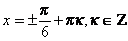 x = ± π/6 + πκ, κ ∈ Z